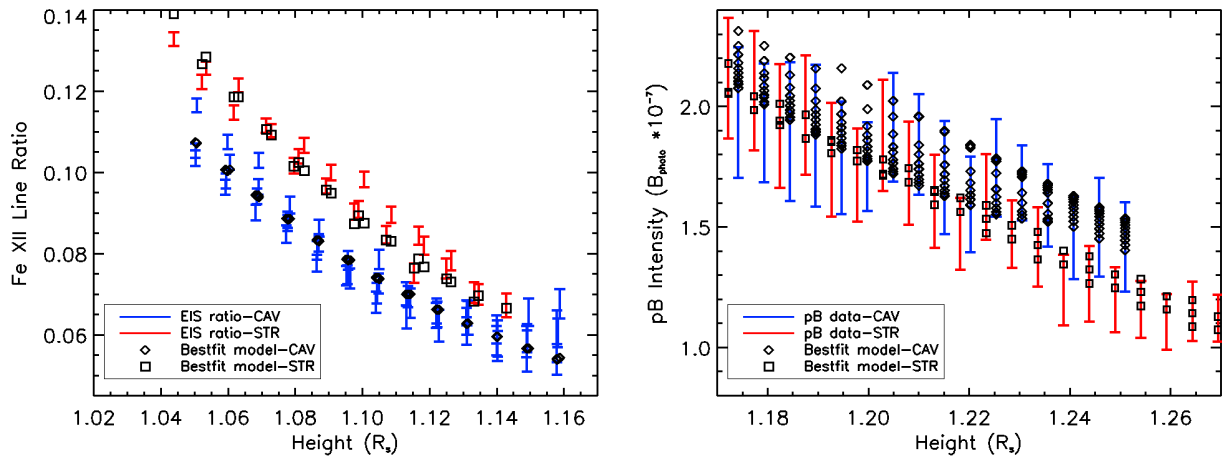 0.14
0.12
0.10
0.08
0.06
Fe XII Line Ratio
EIS ratio-CAV
EIS ratio-STR
Bestfit model-CAV
Bestfit model-STR
1.02 1.04 1.06 1.08 1.10 1.12 1.14 1.16
Height (Rs)
2.0
1.5
1.0
pB Intensity (Bphoto *10⁻⁷)
pB data-CAV
pB data-STR
Bestfit model-CAV
Bestfit model-STR
1.18 1.20 1.22 1.24 1.26
Height (Rs)